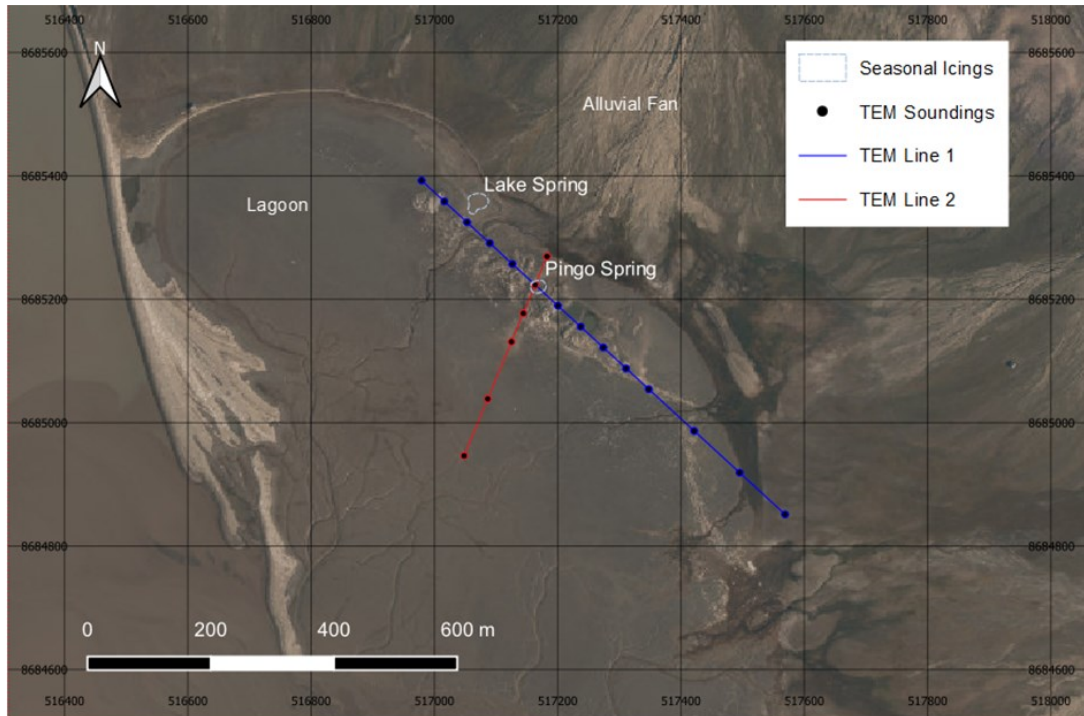 516400 516600 516800 517000 517200 517400 517600 517800 518000
8685600 8685600
N
Seasonal Icings
Alluvial Fan
TEM Soundings
TEM Line 1
8685400 8685400
Lake Spring
TEM Line 2
Lagoon
Pingo Spring
8685200 8685200
8685000 8685000
8684800 8684800
0 200 400 600 m
8684600 8684600
516400 516600 516800 517000 517200 517400 517600 517800 518000